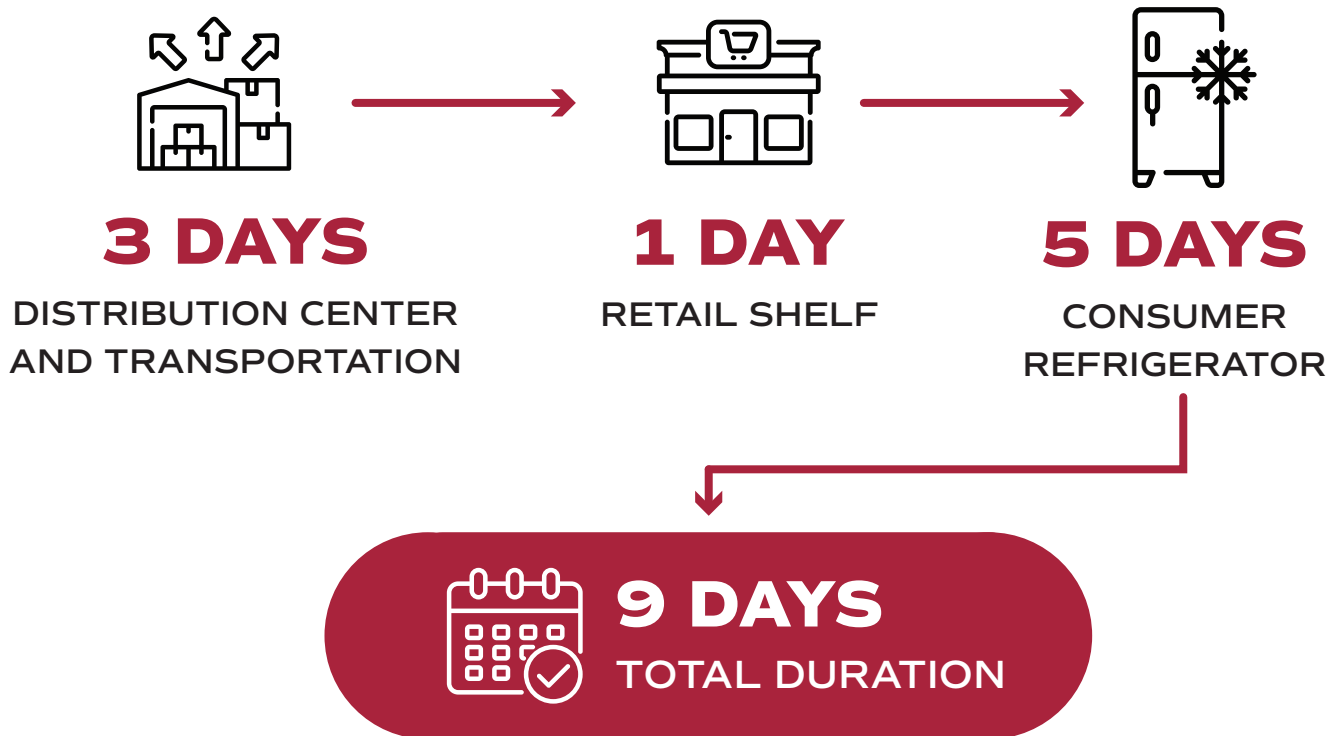 3 DAYS
DISTRIBUTION CENTER
AND TRANSPORTATION
1 DAY
RETAIL SHELF
5 DAYS
CONSUMER
REFRIGERATOR
9 DAYS
TOTAL DURATION